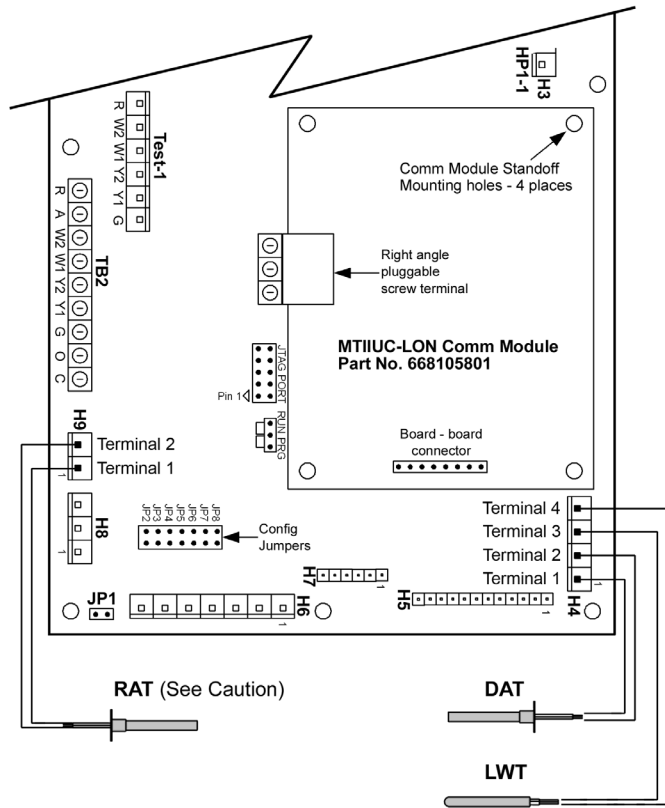 HP1-1
H3
Test-1
R
W2
W1
Y2
Y1
G
Comm Module Standoff
Mounting holes - 4 places
TB2
R
A
W2
W1
Y2
Y1
G
O
C
Right angle
pluggable
screw terminal
MTIIUC-LON Comm Module
Part No. 668105801
JTAG PORT
Pin 1
RUN PRG
Board - board
connector
H9
Terminal 2
Terminal 1
1
H8
1
JP2
JP3
JP4
JP5
JP6
JP7
JP8
Config
Jumpers
Terminal 4
Terminal 3
Terminal 2
Terminal 1
1
H4
H7
1
H5
1
JP1
H6
1
RAT (See Caution)
DAT
LWT